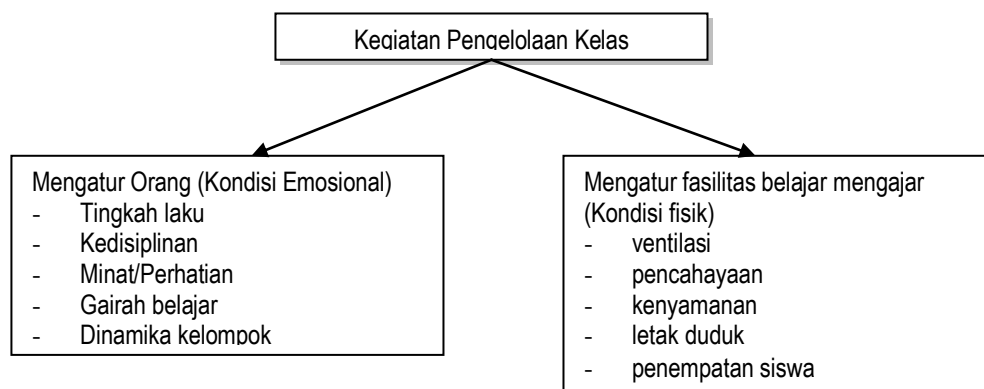 Kegiatan Pengelolaan Kelas
Mengatur Orang (Kondisi Emosional)
- Tingkah laku
- Kedisiplinan
- Minat/Perhatian
- Gairah belajar
- Dinamika kelompok
Mengatur fasilitas belajar mengajar
(Kondisi fisik)
- ventilasi
- pencahayaan
- kenyamanan
- letak duduk
- penempatan siswa